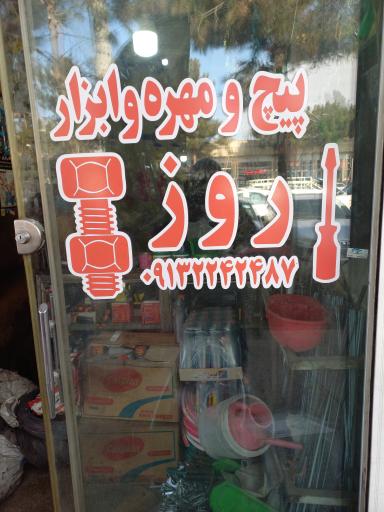 پیچ و مهره وابزار
روز
۰۹۱۳۲۲۴۲۴۸۷